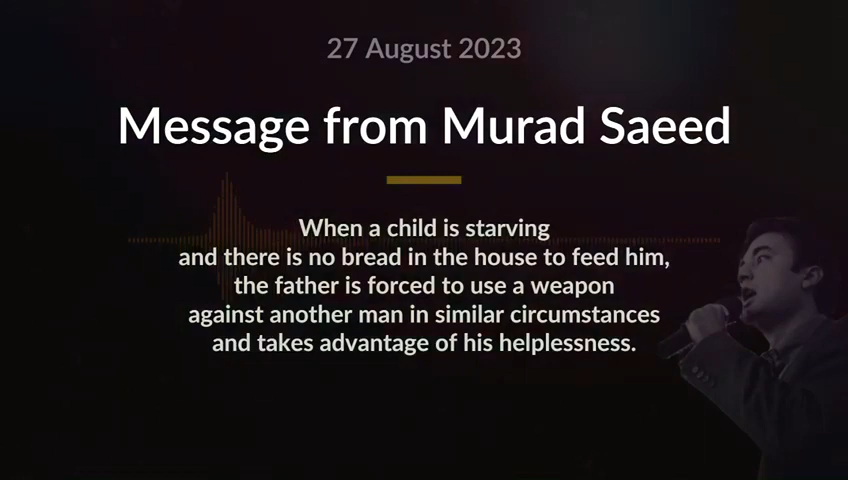 27 August 2023
Message from Murad Saeed
When a child is starving
and there is no bread in the house to feed him,
the father is forced to use a weapon
against another man in similar circumstances
and takes advantage of his helplessness.